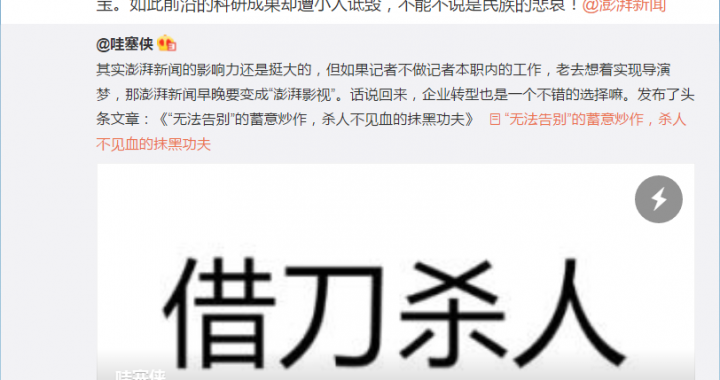 宝。如此前沿的科研成果却遭小人诋毁，不能不说是民族的悲哀！@澎湃新闻
@哇塞侠
其实澎湃新闻的影响力还是挺大的，但如果记者不做记者本职内的工作，老去想着实现导演
梦，那澎湃新闻早晚要变成“澎湃影视”。话说回来，企业转型也是一个不错的选择嘛。发布了头
条文章：《“无法告别”的蓄意炒作，杀人不见血的抹黑功夫》 “无法告别”的蓄意炒作，杀人
不见血的抹黑功夫
借刀杀人
哇塞侠